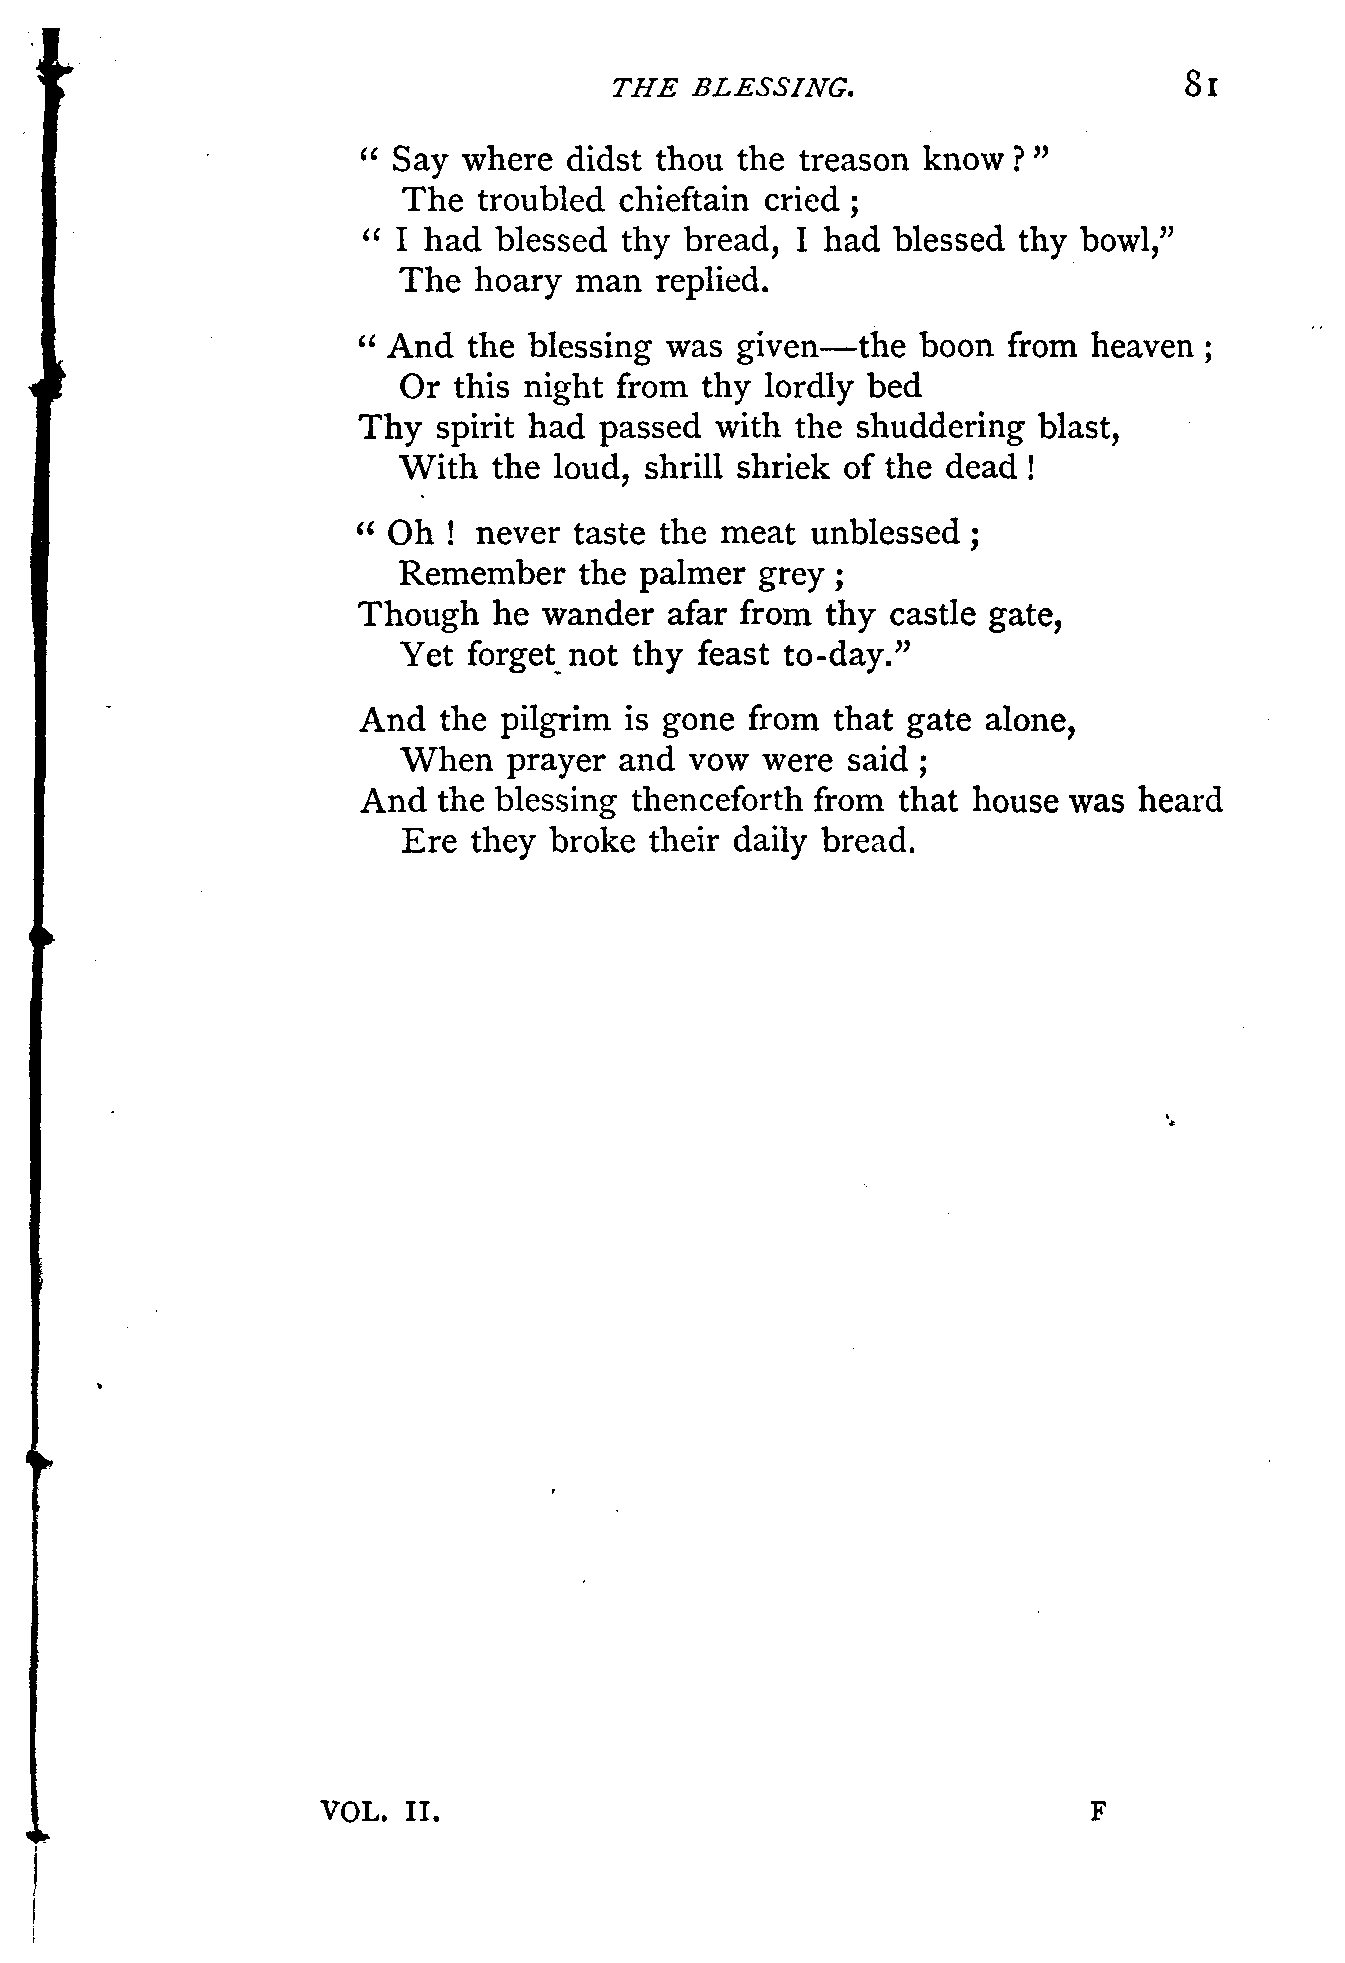 THE BLESSING. 81
“ Say where didst thou the treason know ? ”
The troubled chieftain cried ;
“ I had blessed thy bread, I had blessed thy bowl,”
The hoary man replied.
“ And the blessing was given—the boon from heaven ;
Or this night from thy lordly bed
Thy spirit had passed with the shuddering blast,
With the loud, shrill shriek of the dead !
“ Oh ! never taste the meat unblessed ;
Remember the palmer grey ;
Though he wander afar from thy castle gate,
Yet forget not thy feast to-day.”
And the pilgrim is gone from that gate alone,
When prayer and vow were said ;
And the blessing thenceforth from that house was heard
Ere they broke their daily bread.
VOL. II. F